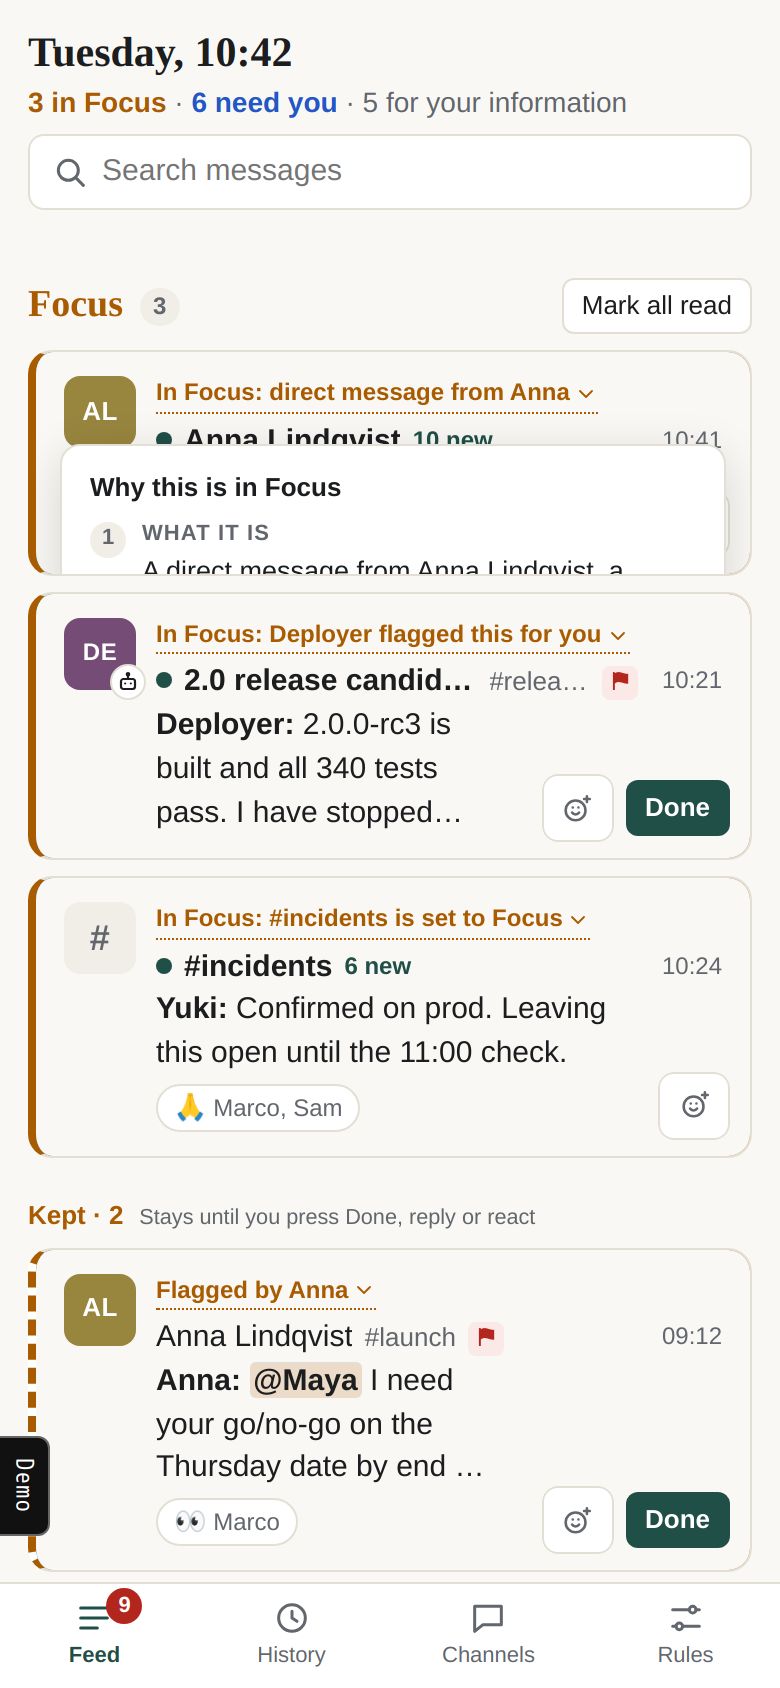 Tuesday, 10:42
3 in Focus · 6 need you · 5 for your information
Search messages
Focus 3
Mark all read
AL
In Focus: direct message from Anna
Anna Lindqvist 10 new 10:41
Why this is in Focus
1 WHAT IT IS
A direct message from Anna Lindqvist, a
DE
In Focus: Deployer flagged this for you
2.0 release candid… #relea… 10:21
Deployer: 2.0.0-rc3 is
built and all 340 tests
pass. I have stopped…
Done
#
In Focus: #incidents is set to Focus
#incidents 6 new 10:24
Yuki: Confirmed on prod. Leaving
this open until the 11:00 check.
🙏 Marco, Sam
Kept · 2 Stays until you press Done, reply or react
AL
Flagged by Anna
Anna Lindqvist #launch 09:12
Anna: @Maya I need
your go/no-go on the
Thursday date by end …
👀 Marco
Done
Demo
9
Feed History Channels Rules